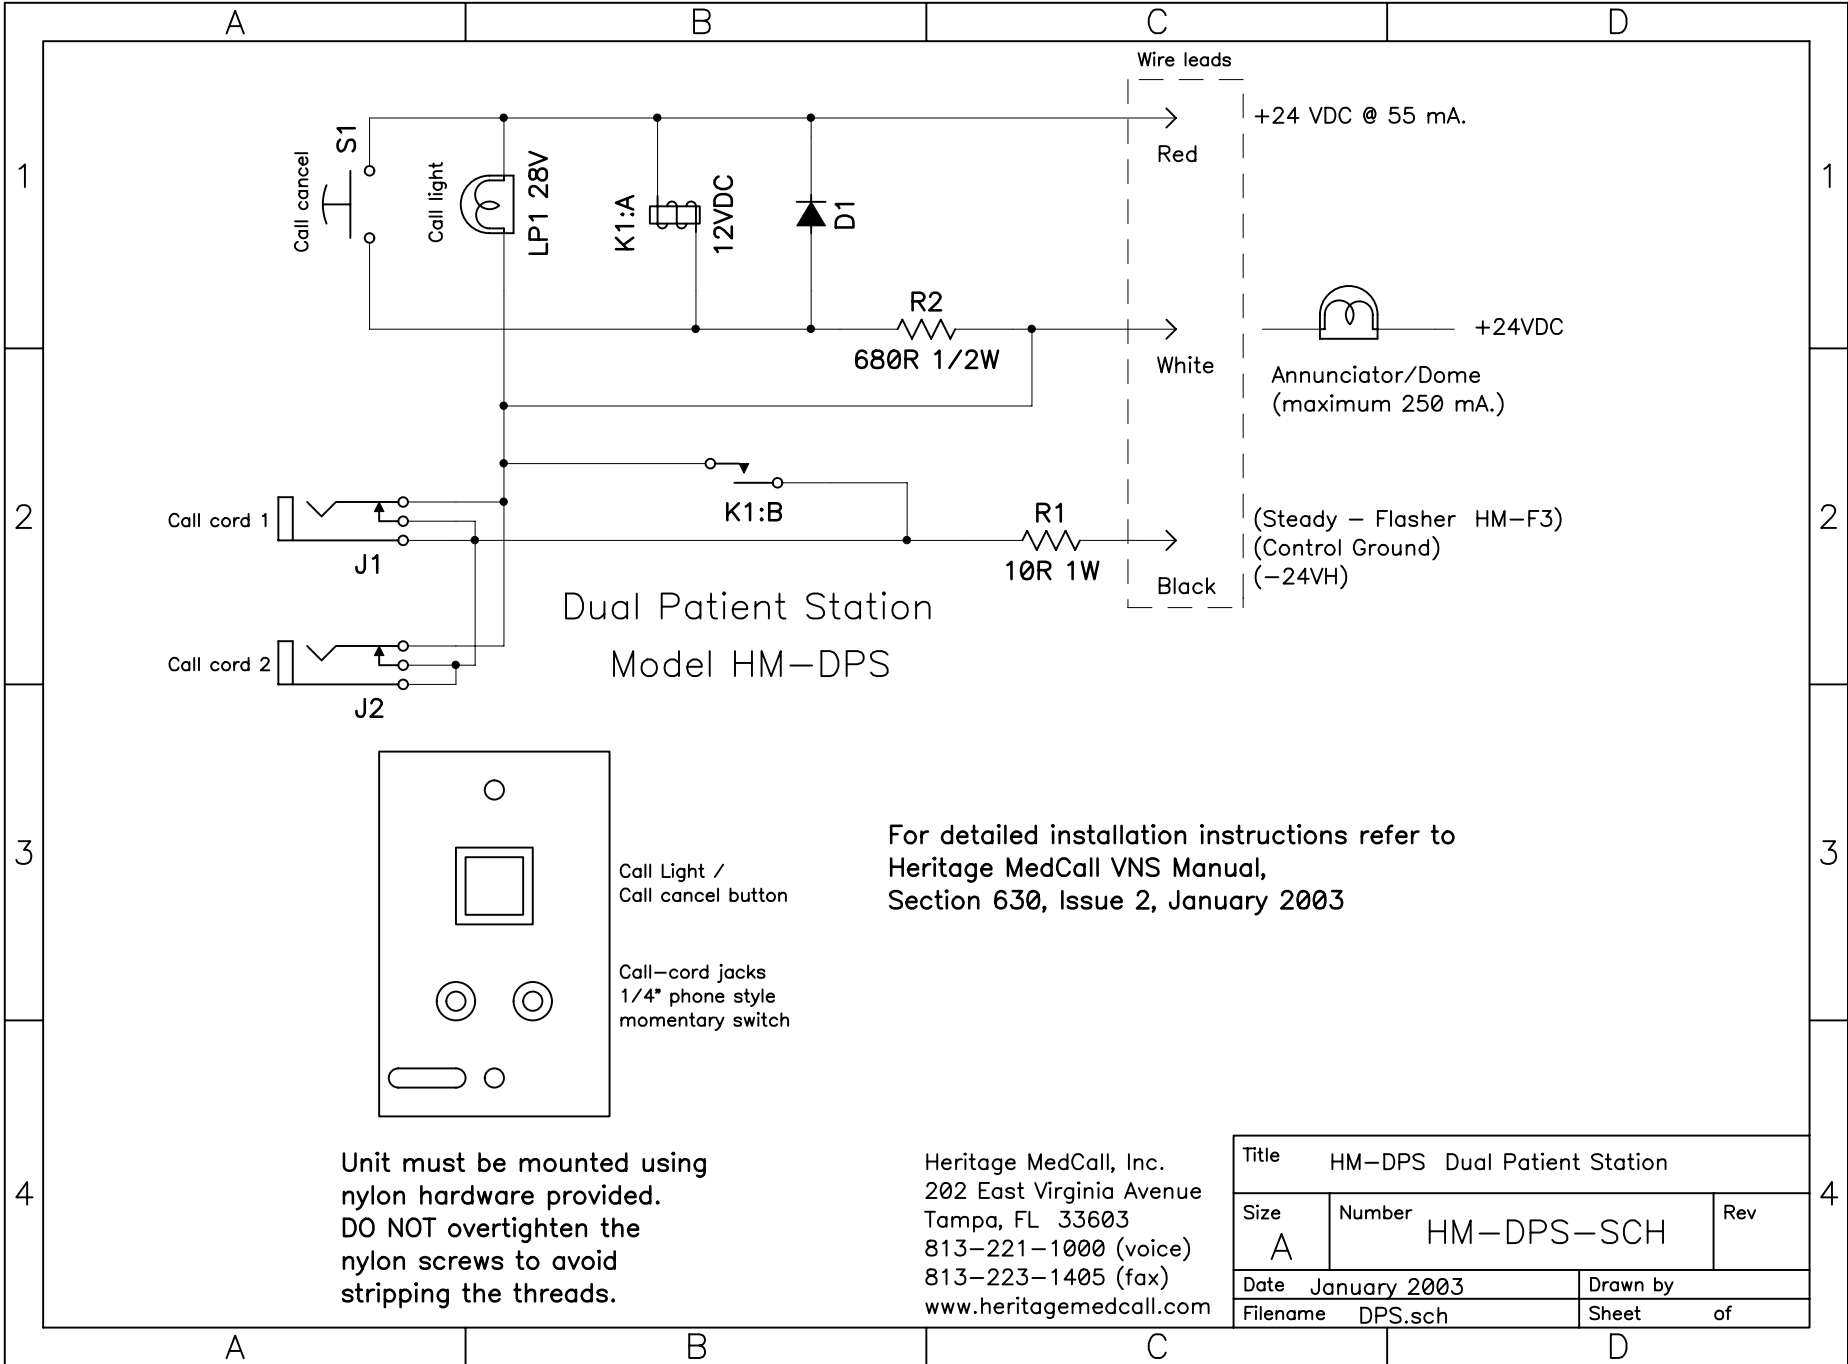 A
B
C
D
Wire leads
S1
Call cancel
Call light
LP1 28V
K1:A
12VDC
D1
+24 VDC @ 55 mA.
Red
1
1
R2
680R 1/2W
White
+24VDC
Annunciator/Dome
(maximum 250 mA.)
K1:B
Call cord 1
J1
R1
10R 1W
Black
(Steady – Flasher HM–F3)
(Control Ground)
(–24VH)
2
2
Dual Patient Station
Model HM–DPS
Call cord 2
J2
Call Light /
Call cancel button
Call–cord jacks
1/4" phone style
momentary switch
For detailed installation instructions refer to
Heritage MedCall VNS Manual,
Section 630, Issue 2, January 2003
3
3
Unit must be mounted using
nylon hardware provided.
DO NOT overtighten the
nylon screws to avoid
stripping the threads.
Heritage MedCall, Inc.
202 East Virginia Avenue
Tampa, FL 33603
813–221–1000 (voice)
813–223–1405 (fax)
www.heritagemedcall.com
Title HM–DPS Dual Patient Station
Size A
Number HM–DPS–SCH
Rev
Date January 2003
Drawn by
Filename DPS.sch
Sheet of
4
4
A
B
C
D